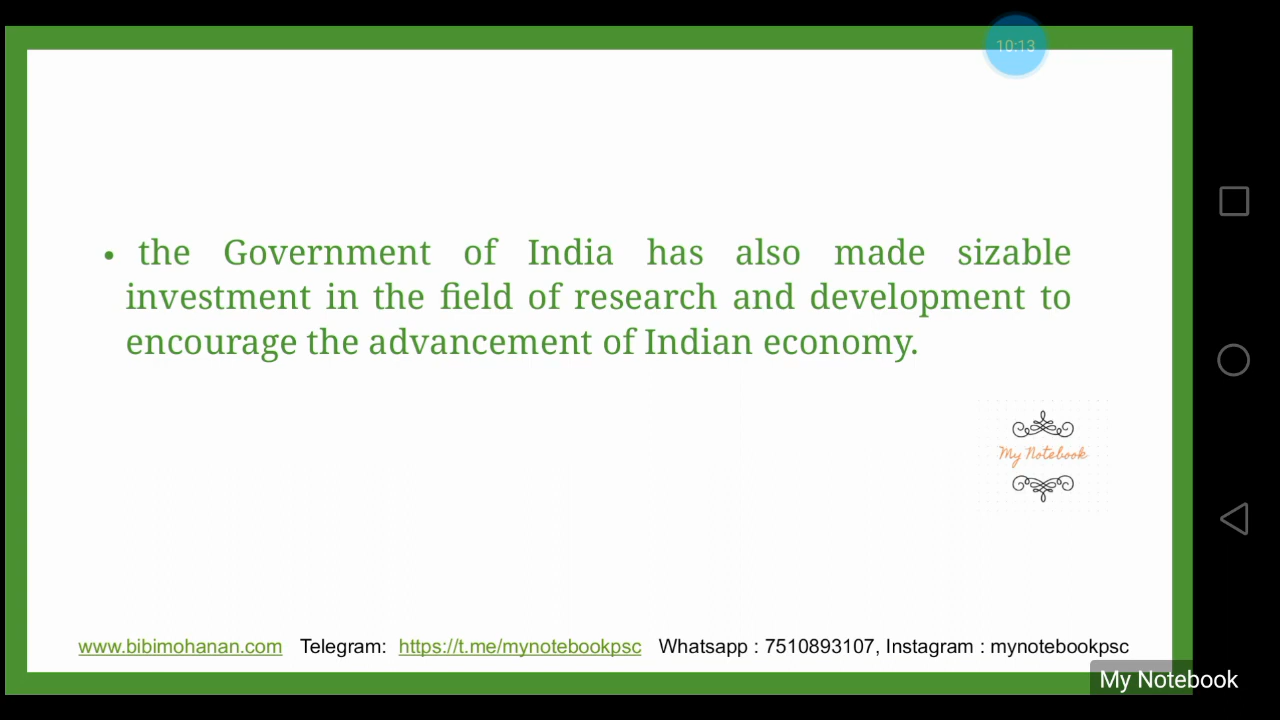 10:13
• the Government of India has also made sizable
investment in the field of research and development to
encourage the advancement of Indian economy.
My Notebook
www.bibimohanan.com Telegram: https://t.me/mynotebookpsc Whatsapp : 7510893107, Instagram : mynotebookpsc
My Notebook